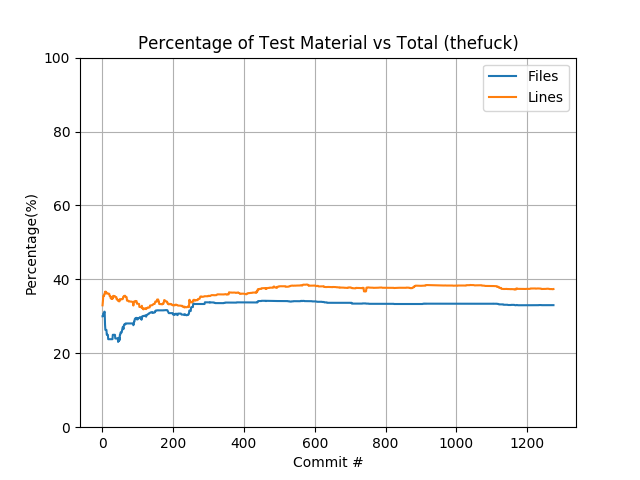 Percentage of Test Material vs Total (thefuck)
Files
Lines
Percentage(%)
100
80
60
40
20
0
0 200 400 600 800 1000 1200
Commit #